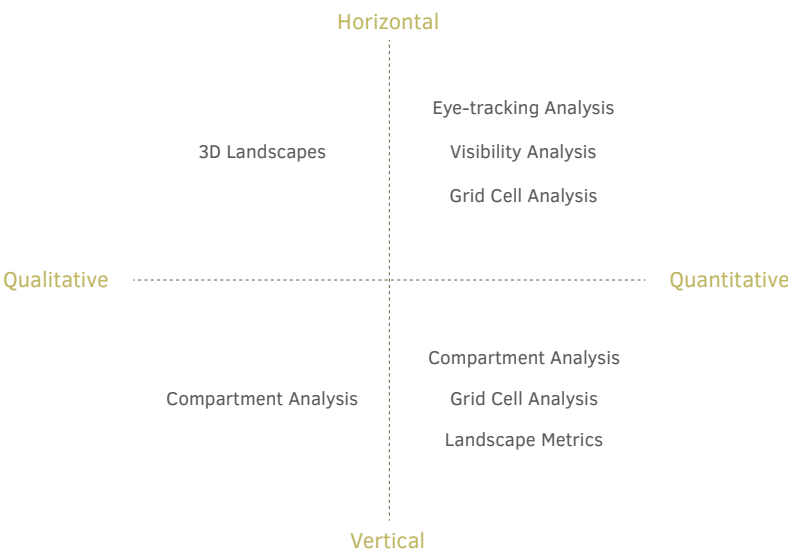 Horizontal
Eye-tracking Analysis
3D Landscapes
Visibility Analysis
Grid Cell Analysis
Qualitative
Quantitative
Compartment Analysis
Compartment Analysis
Grid Cell Analysis
Landscape Metrics
Vertical